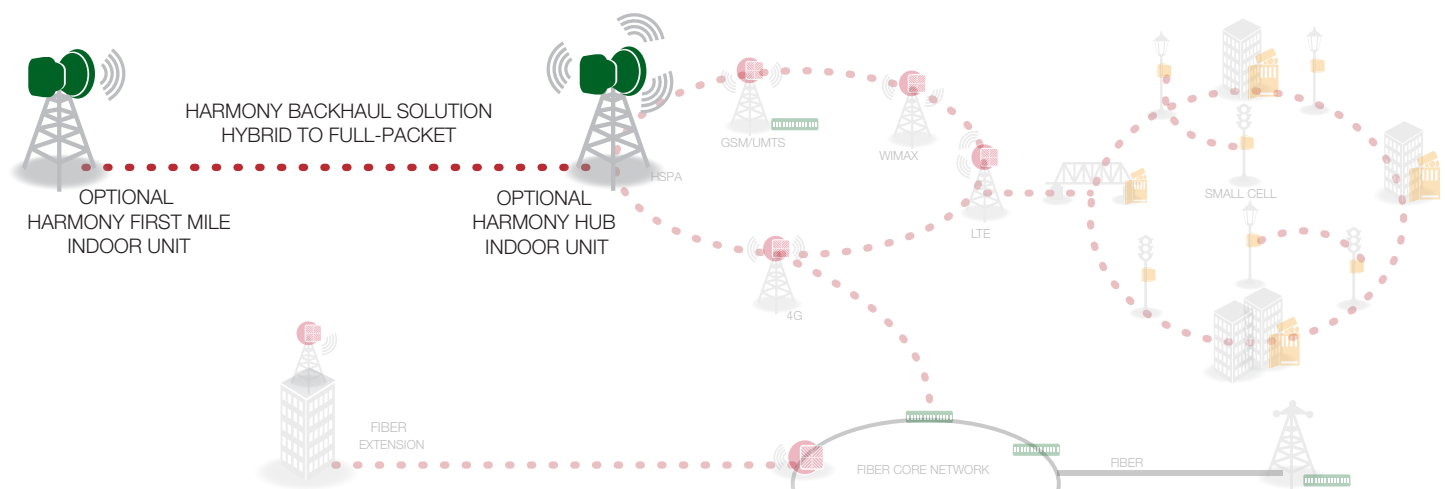 HARMONY BACKHAUL SOLUTION
HYBRID TO FULL-PACKET
OPTIONAL
HARMONY FIRST MILE
INDOOR UNIT
OPTIONAL
HARMONY HUB
INDOOR UNIT
HSPA
GSM/UMTS
WIMAX
LTE
SMALL CELL
4G
FIBER
EXTENSION
FIBER CORE NETWORK
FIBER